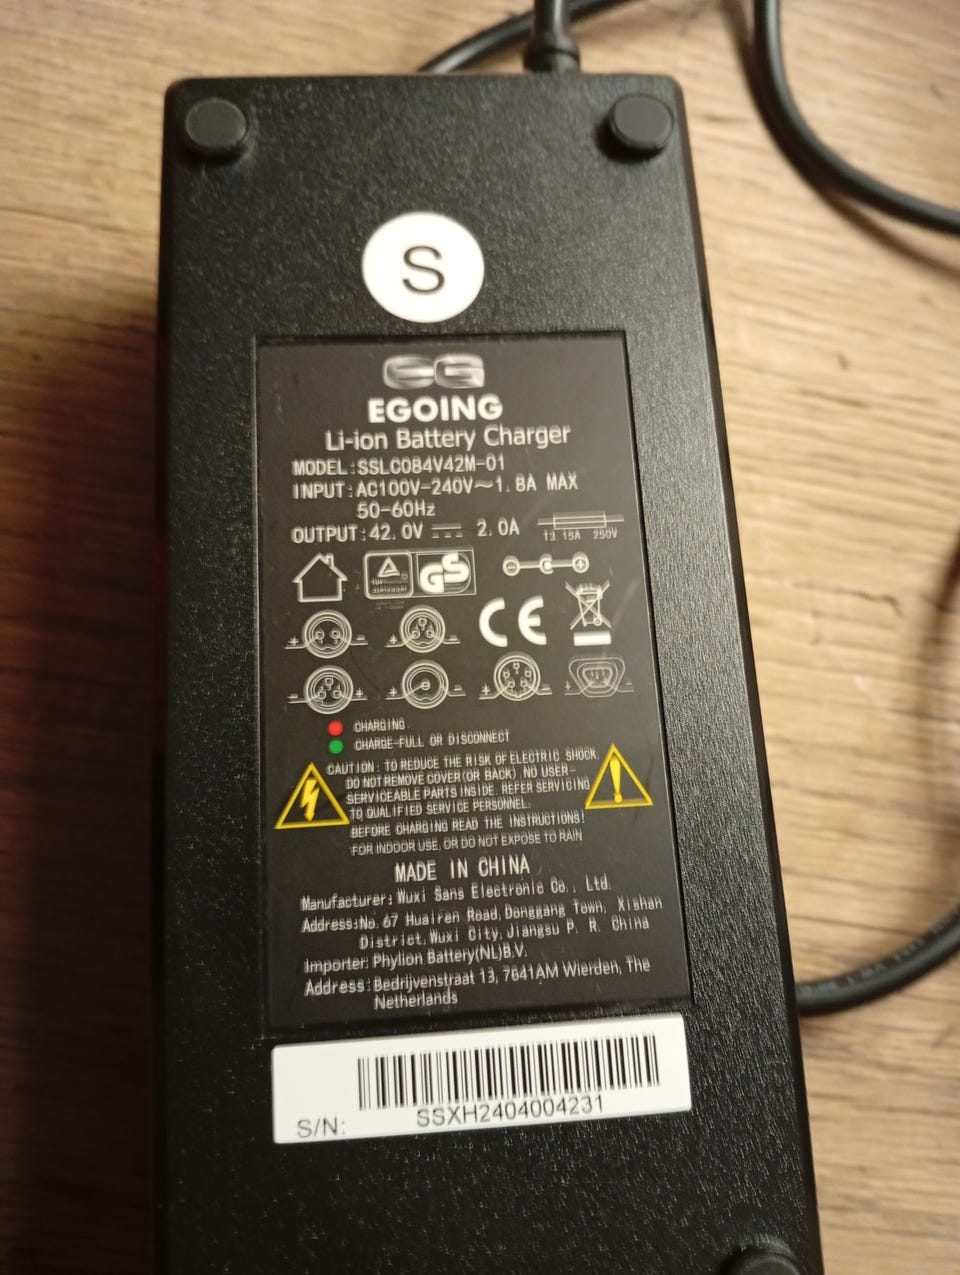 S
EG
EGOING
Li-ion Battery Charger
MODEL:SSLC084V42M-01
INPUT:AC100V-240V~1.8A MAX
50-60Hz
OUTPUT:42.0V ⎓ 2.0A
T3.15A 250V
GS
CE
CHARGING
CHARGE-FULL OR DISCONNECT
CAUTION: TO REDUCE THE RISK OF ELECTRIC SHOCK,
DO NOT REMOVE COVER(OR BACK). NO USER-
SERVICEABLE PARTS INSIDE. REFER SERVICING
TO QUALIFIED SERVICE PERSONNEL.
BEFORE CHARGING READ THE INSTRUCTIONS!
FOR INDOOR USE, OR DO NOT EXPOSE TO RAIN
MADE IN CHINA
Manufacturer: Wuxi Sans Electronic Co., Ltd.
Address:No.67 Huairen Road, Donggang Town, Xishan
District, Wuxi City, Jiangsu P. R. China
Importer: Phylion Battery(NL)B.V.
Address: Bedrijvenstraat 13, 7641AM Wierden, The
Netherlands
S/N:
SSXH2404004231